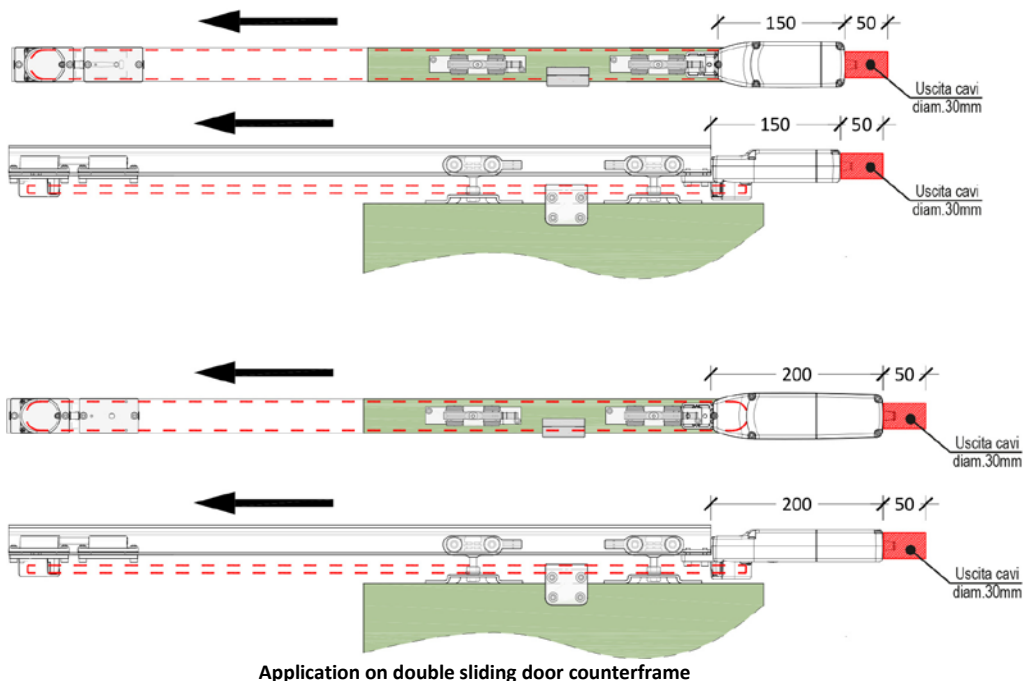 150
50
Uscita cavi
diam.30mm
150
50
Uscita cavi
diam.30mm
200
50
Uscita cavi
diam.30mm
200
50
Uscita cavi
diam.30mm
Application on double sliding door counterframe